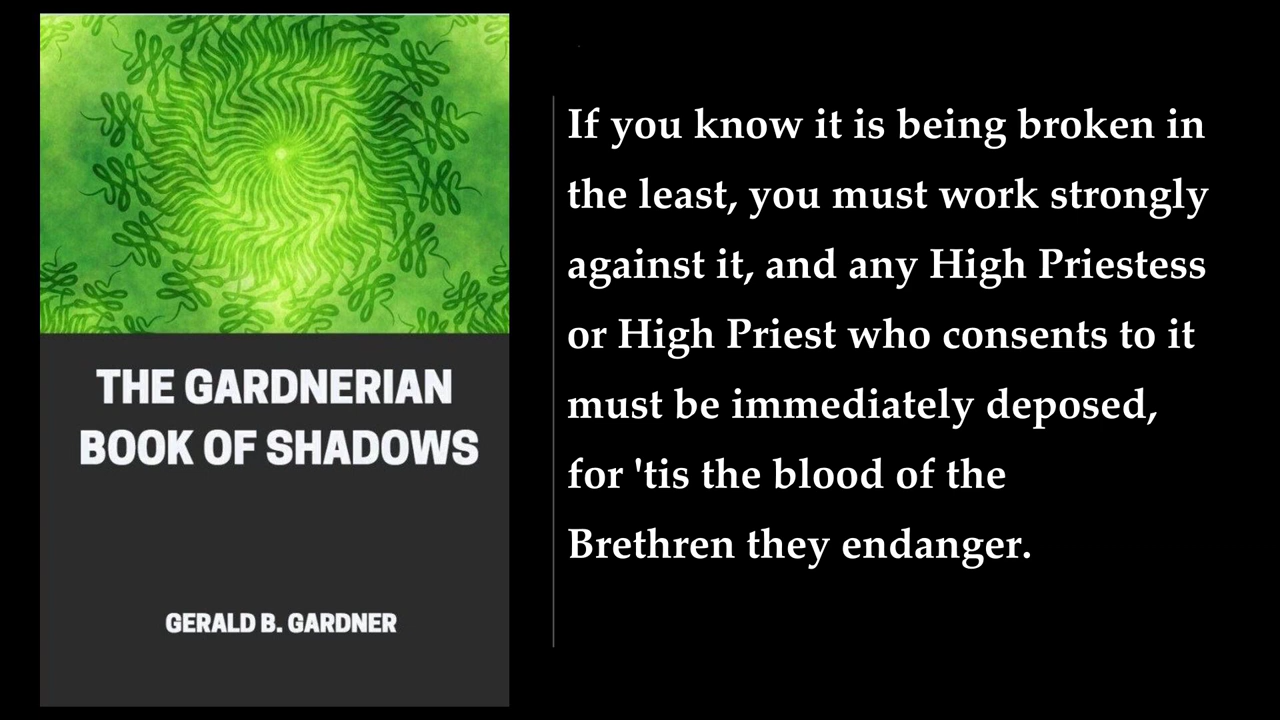 THE GARDNERIAN
BOOK OF SHADOWS
GERALD B. GARDNER
If you know it is being broken in
the least, you must work strongly
against it, and any High Priestess
or High Priest who consents to it
must be immediately deposed,
for 'tis the blood of the
Brethren they endanger.